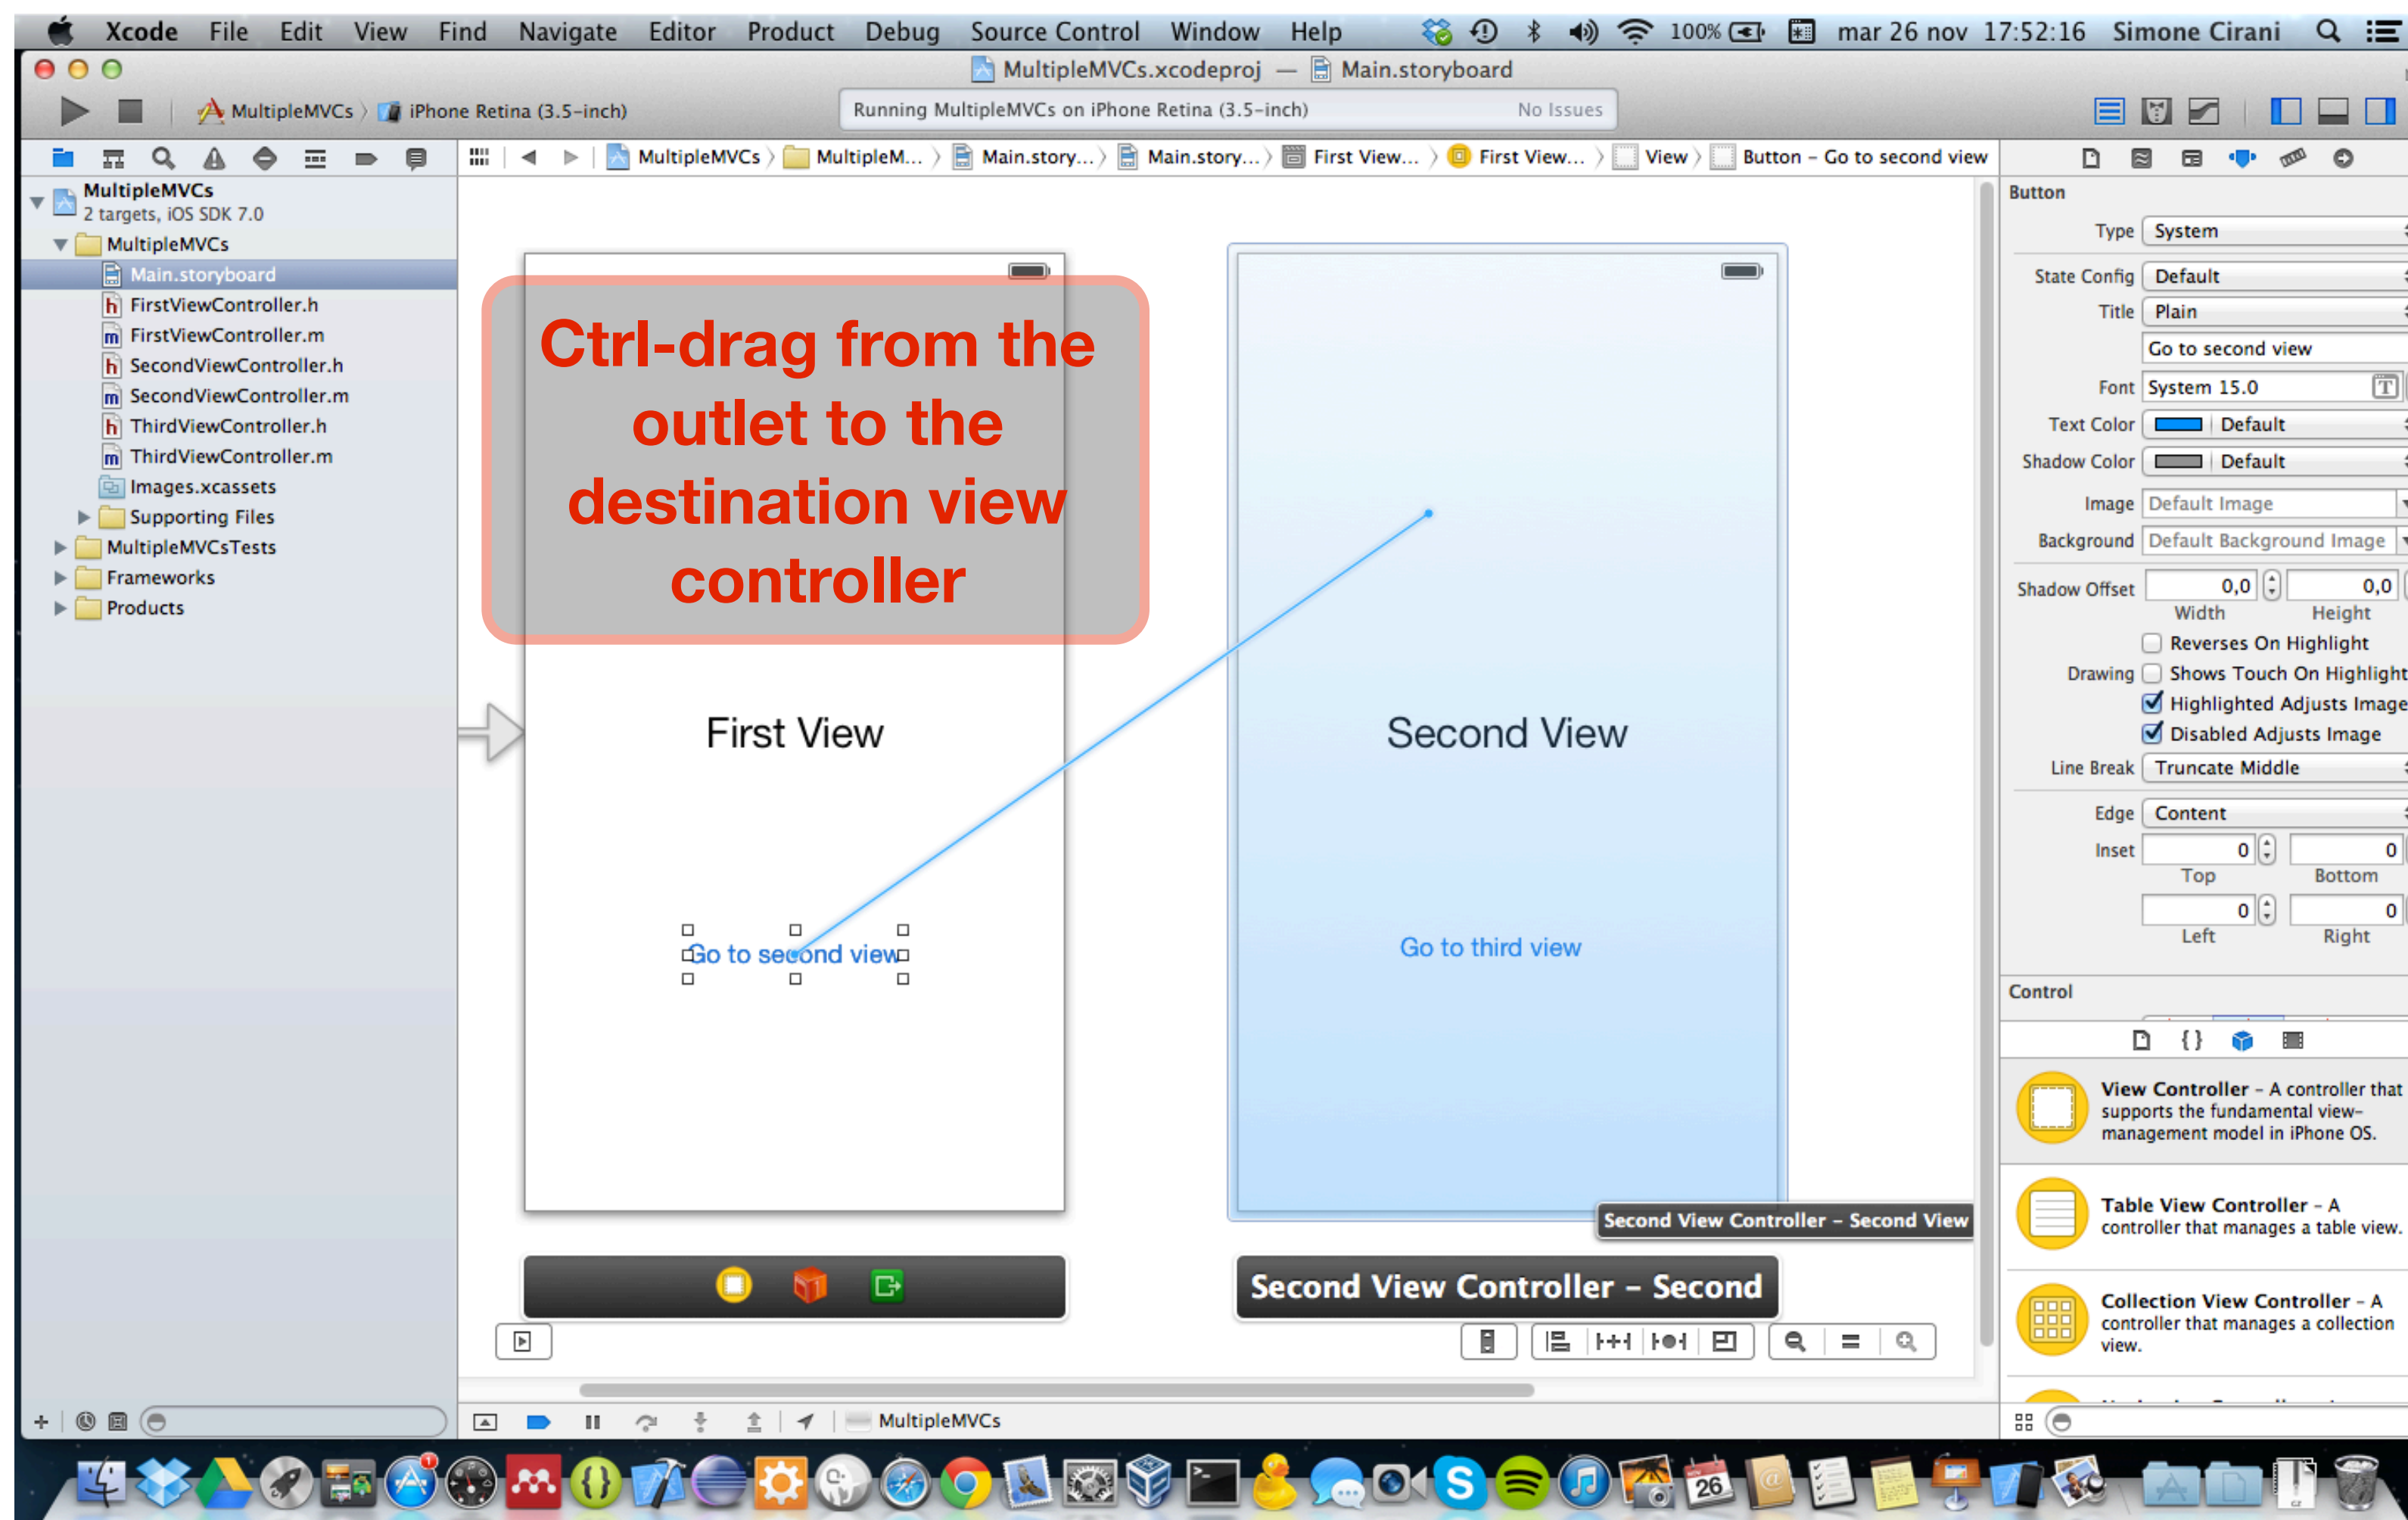 Xcode File Edit View Find Navigate Editor Product Debug Source Control Window Help 100% mar 26 nov 17:52:16 Simone Cirani
MultipleMVCs.xcodeproj — Main.storyboard
MultipleMVCs iPhone Retina (3.5-inch)
Running MultipleMVCs on iPhone Retina (3.5-inch) No Issues
MultipleMVCs MultipleM... Main.story... Main.story... First View... First View... View Button – Go to second view
MultipleMVCs
2 targets, iOS SDK 7.0
MultipleMVCs
Main.storyboard
FirstViewController.h
FirstViewController.m
SecondViewController.h
SecondViewController.m
ThirdViewController.h
ThirdViewController.m
Images.xcassets
Supporting Files
MultipleMVCsTests
Frameworks
Products
Ctrl-drag from the
outlet to the
destination view
controller
First View
Go to second view
Second View
Go to third view
Second View Controller – Second View
Second View Controller – Second
MultipleMVCs
Button
Type System
State Config Default
Title Plain
Go to second view
Font System 15.0
Text Color Default
Shadow Color Default
Image Default Image
Background Default Background Image
Shadow Offset 0,0 0,0
Width Height
Reverses On Highlight
Drawing Shows Touch On Highlight
Highlighted Adjusts Image
Disabled Adjusts Image
Line Break Truncate Middle
Edge Content
Inset 0 0
Top Bottom
0 0
Left Right
Control
View Controller – A controller that
supports the fundamental view-
management model in iPhone OS.
Table View Controller – A
controller that manages a table view.
Collection View Controller – A
controller that manages a collection
view.
26